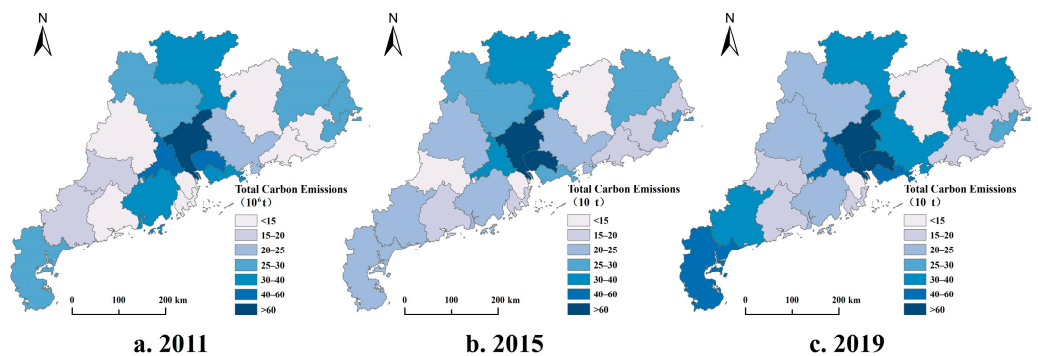 N
Total Carbon Emissions
(10⁶t)
<15
15–20
20–25
25–30
30–40
40–60
>60
0 100 200 km
a. 2011
N
Total Carbon Emissions
(10 t)
<15
15–20
20–25
25–30
30–40
40–60
>60
0 100 200 km
b. 2015
N
Total Carbon Emissions
(10 t)
<15
15–20
20–25
25–30
30–40
40–60
>60
0 100 200 km
c. 2019